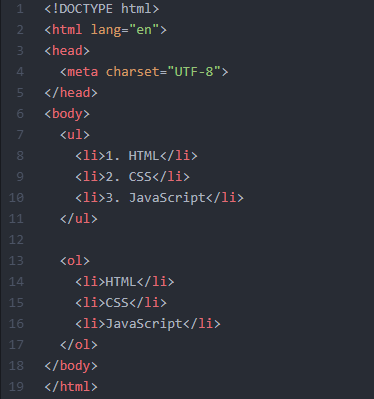 1 <!DOCTYPE html>
2 <html lang="en">
3 <head>
4   <meta charset="UTF-8">
5 </head>
6 <body>
7   <ul>
8     <li>1. HTML</li>
9     <li>2. CSS</li>
10     <li>3. JavaScript</li>
11   </ul>
12
13   <ol>
14     <li>HTML</li>
15     <li>CSS</li>
16     <li>JavaScript</li>
17   </ol>
18 </body>
19 </html>